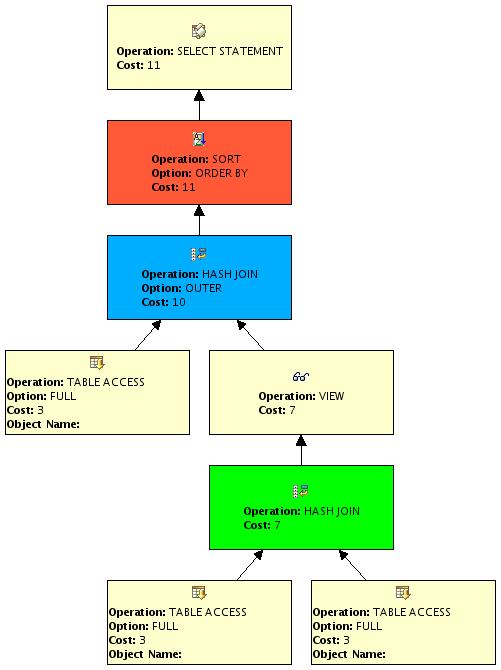 Operation: SELECT STATEMENT
Cost: 11
Operation: SORT
Option: ORDER BY
Cost: 11
Operation: HASH JOIN
Option: OUTER
Cost: 10
Operation: TABLE ACCESS
Option: FULL
Cost: 3
Object Name:
Operation: VIEW
Cost: 7
Operation: HASH JOIN
Cost: 7
Operation: TABLE ACCESS
Option: FULL
Cost: 3
Object Name:
Operation: TABLE ACCESS
Option: FULL
Cost: 3
Object Name: